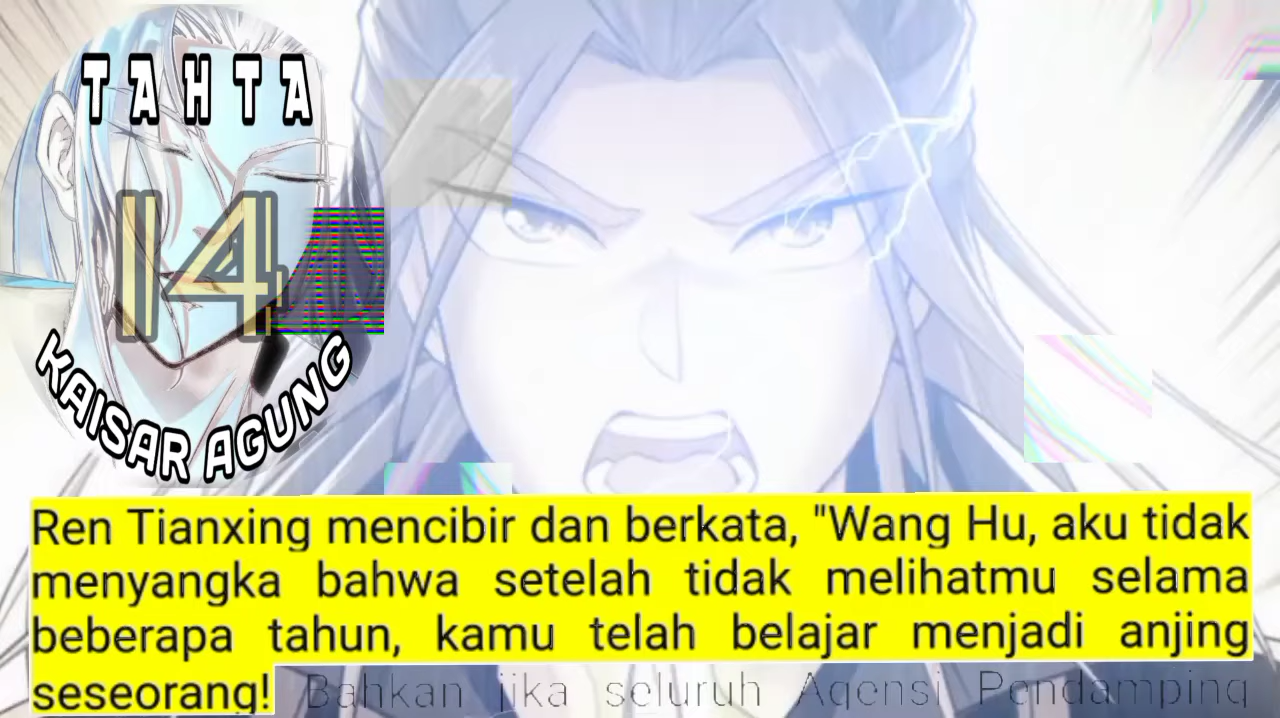 TAHTA
14
KAISAR AGUNG
Ren Tianxing mencibir dan berkata, "Wang Hu, aku tidak
menyangka bahwa setelah tidak melihatmu selama
beberapa tahun, kamu telah belajar menjadi anjing
seseorang! Bahkan jika seluruh Agensi Pendamping